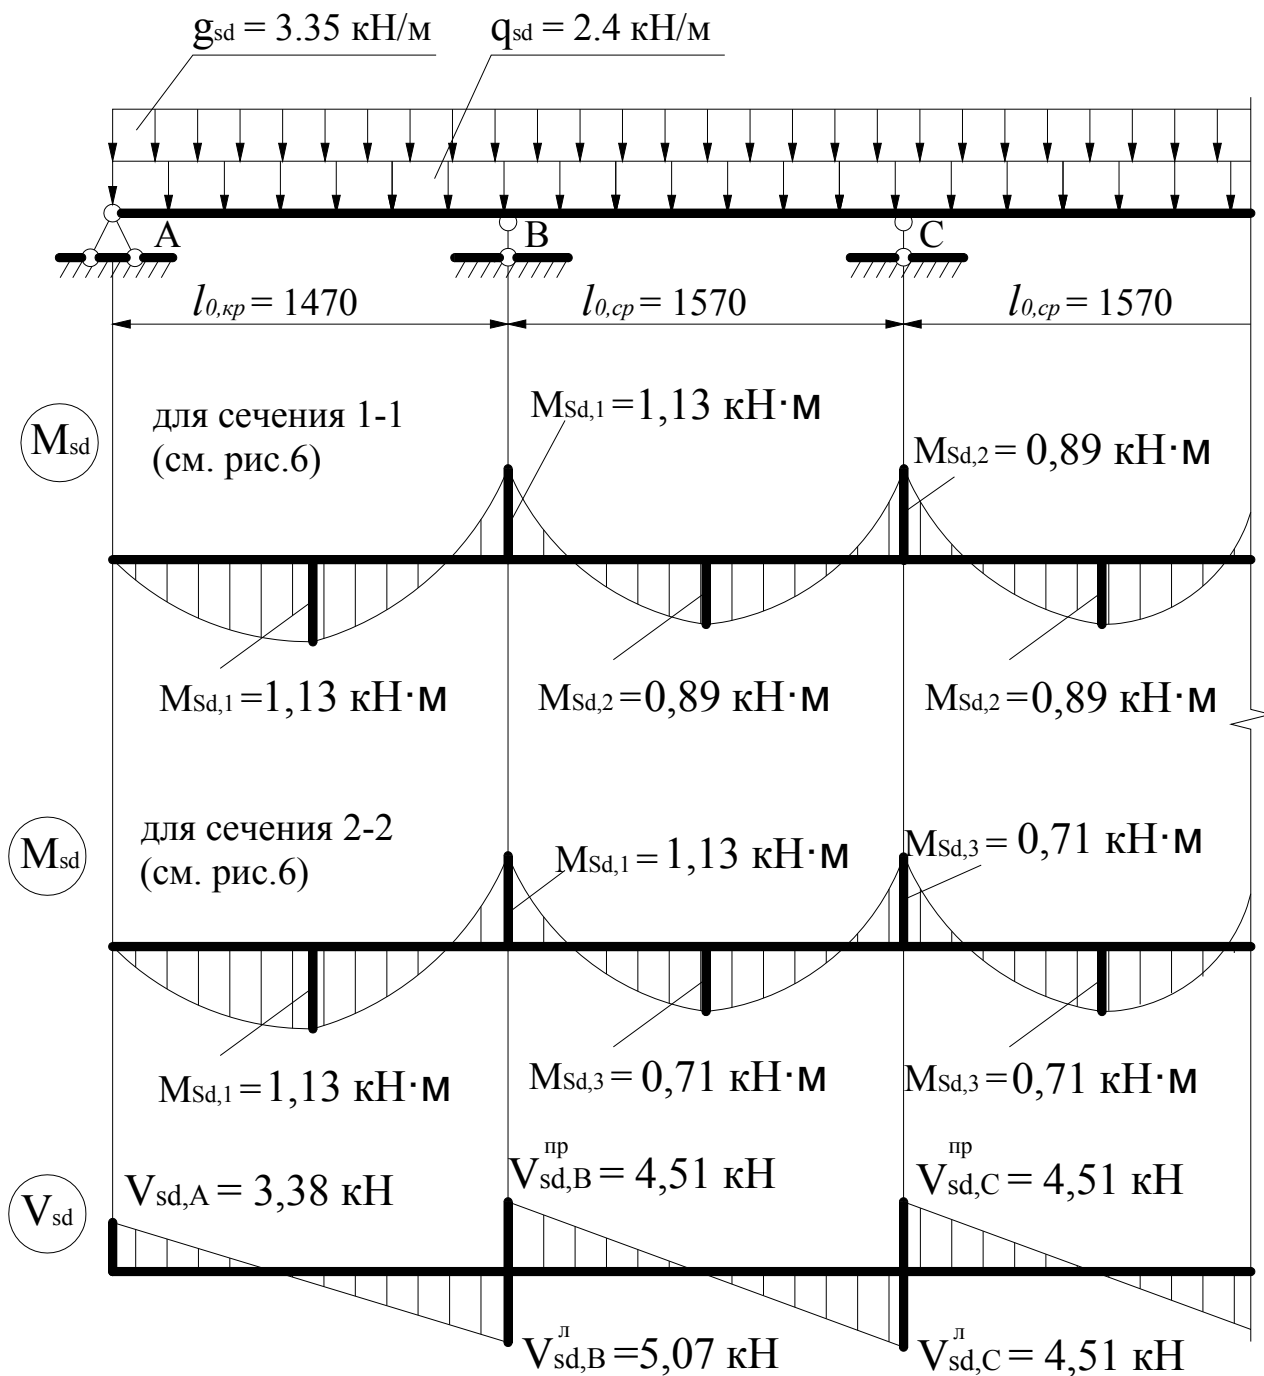 gsd = 3.35 кН/м qsd = 2.4 кН/м
A B C
l0,кр = 1470 l0,ср = 1570 l0,ср = 1570
Msd
для сечения 1-1
(см. рис.6)
MSd,1 = 1,13 кН·м
MSd,2 = 0,89 кН·м
MSd,1 = 1,13 кН·м MSd,2 = 0,89 кН·м MSd,2 = 0,89 кН·м
Msd
для сечения 2-2
(см. рис.6)
MSd,1 = 1,13 кН·м
MSd,3 = 0,71 кН·м
MSd,1 = 1,13 кН·м MSd,3 = 0,71 кН·м MSd,3 = 0,71 кН·м
Vsd
Vsd,A = 3,38 кН Vпрsd,B = 4,51 кН Vпрsd,C = 4,51 кН
Vлsd,B =5,07 кН Vлsd,C = 4,51 кН